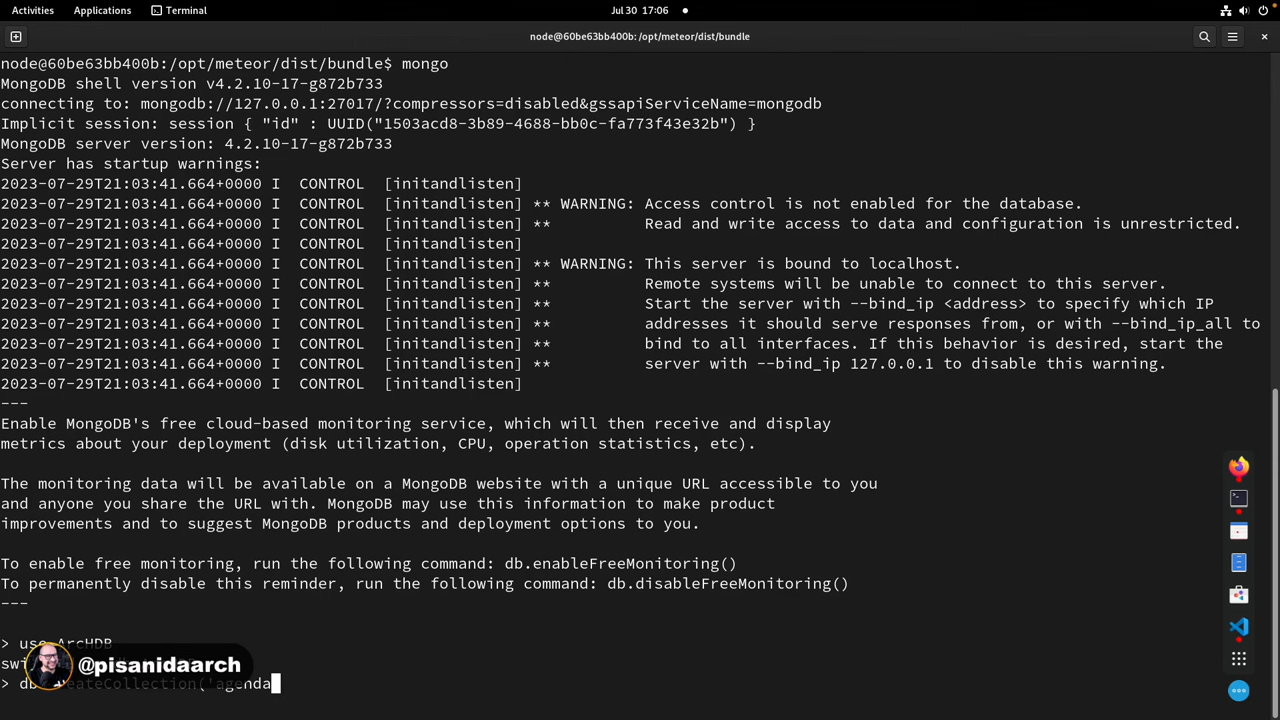 Activities Applications Terminal Jul 30 17:06
node@60be63bb400b:/opt/meteor/dist/bundle
node@60be63bb400b:/opt/meteor/dist/bundle$ mongo
MongoDB shell version v4.2.10-17-g872b733
connecting to: mongodb://127.0.0.1:27017/?compressors=disabled&gssapiServiceName=mongodb
Implicit session: session { "id" : UUID("1503acd8-3b89-4688-bb0c-fa773f43e32b") }
MongoDB server version: 4.2.10-17-g872b733
Server has startup warnings:
2023-07-29T21:03:41.664+0000 I  CONTROL  [initandlisten]
2023-07-29T21:03:41.664+0000 I  CONTROL  [initandlisten] ** WARNING: Access control is not enabled for the database.
2023-07-29T21:03:41.664+0000 I  CONTROL  [initandlisten] **          Read and write access to data and configuration is unrestricted.
2023-07-29T21:03:41.664+0000 I  CONTROL  [initandlisten]
2023-07-29T21:03:41.664+0000 I  CONTROL  [initandlisten] ** WARNING: This server is bound to localhost.
2023-07-29T21:03:41.664+0000 I  CONTROL  [initandlisten] **          Remote systems will be unable to connect to this server.
2023-07-29T21:03:41.664+0000 I  CONTROL  [initandlisten] **          Start the server with --bind_ip <address> to specify which IP
2023-07-29T21:03:41.664+0000 I  CONTROL  [initandlisten] **          addresses it should serve responses from, or with --bind_ip_all to
2023-07-29T21:03:41.664+0000 I  CONTROL  [initandlisten] **          bind to all interfaces. If this behavior is desired, start the
2023-07-29T21:03:41.664+0000 I  CONTROL  [initandlisten] **          server with --bind_ip 127.0.0.1 to disable this warning.
2023-07-29T21:03:41.664+0000 I  CONTROL  [initandlisten]
---
Enable MongoDB's free cloud-based monitoring service, which will then receive and display
metrics about your deployment (disk utilization, CPU, operation statistics, etc).
The monitoring data will be available on a MongoDB website with a unique URL accessible to you
and anyone you share the URL with. MongoDB may use this information to make product
improvements and to suggest MongoDB products and deployment options to you.
To enable free monitoring, run the following command: db.enableFreeMonitoring()
To permanently disable this reminder, run the following command: db.disableFreeMonitoring()
---
> use ArcHDB
@pisanidaarch
> db.createCollection('agenda